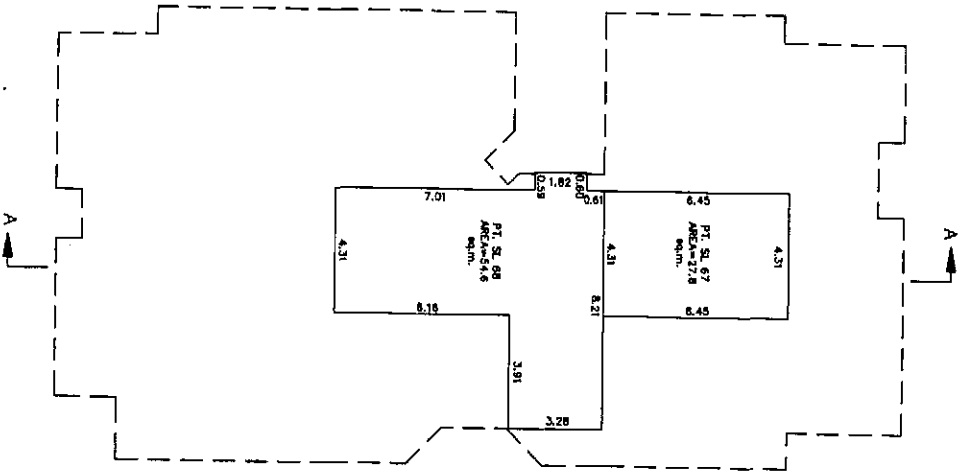 1.82
0.59
0.60
0.61
7.01
6.45
A
A
4.31
PT. SL 68
AREA=54.6
sq.m.
4.31
PT. SL 67
AREA=27.8
sq.m.
4.31
6.16
8.21
6.45
3.91
3.28